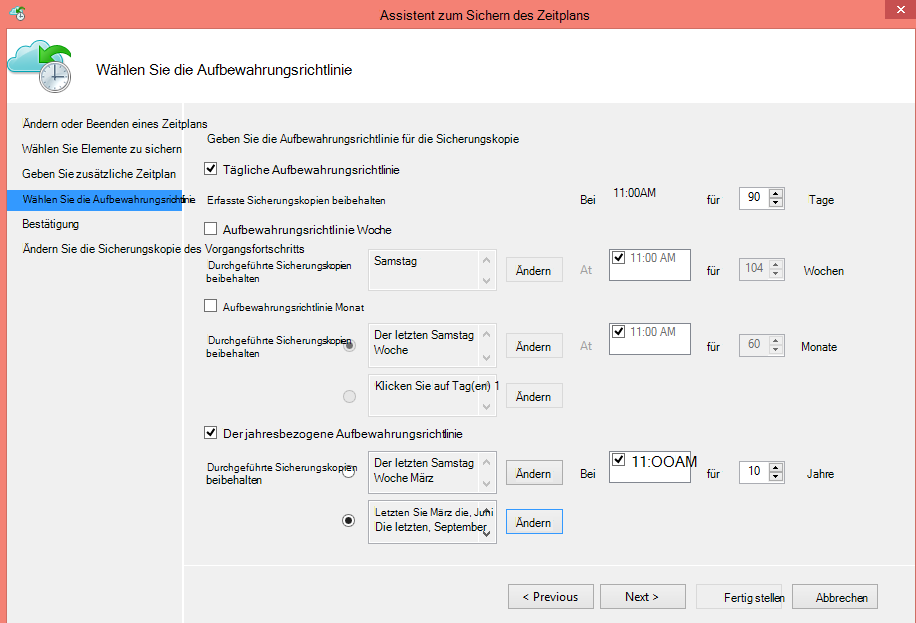 Assistent zum Sichern des Zeitplans
Wählen Sie die Aufbewahrungsrichtlinie
Ändern oder Beenden eines Zeitplans
Wählen Sie Elemente zu sichern
Geben Sie zusätzliche Zeitplan
Wählen Sie die Aufbewahrungsrichtlinie
Bestätigung
Ändern Sie die Sicherungskopie des Vorgangsfortschritts
Geben Sie die Aufbewahrungsrichtlinie für die Sicherungskopie
Tägliche Aufbewahrungsrichtlinie
Erfasste Sicherungskopien beibehalten Bei 11:00AM für 90 Tage
Aufbewahrungsrichtlinie Woche
Durchgeführte Sicherungskopien
beibehalten
Samstag
Ändern At 11:00 AM für 104 Wochen
Aufbewahrungsrichtlinie Monat
Durchgeführte Sicherungskopien
beibehalten
Der letzten Samstag
Woche
Ändern At 11:00 AM für 60 Monate
Klicken Sie auf Tag(en) 1
Ändern
Der jahresbezogene Aufbewahrungsrichtlinie
Durchgeführte Sicherungskopien
beibehalten
Der letzten Samstag
Woche März
Ändern Bei 11:OOAM für 10 Jahre
Letzten Sie März die, Juni
Die letzten, September
Ändern
< Previous Next > Fertig stellen Abbrechen